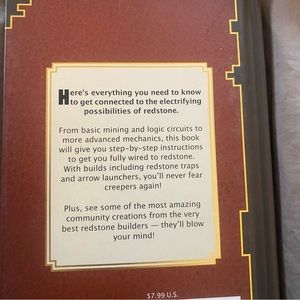 Here's everything you need to know
to get connected to the electrifying
possibilities of redstone.
From basic mining and logic circuits to
more advanced mechanics, this book
will give you step-by-step instructions
to get you fully wired to redstone.
With builds including redstone traps
and arrow launchers, you'll never fear
creepers again!
Plus, see some of the most amazing
community creations from the very
best redstone builders — they'll blow
your mind!
$7.99 U.S.